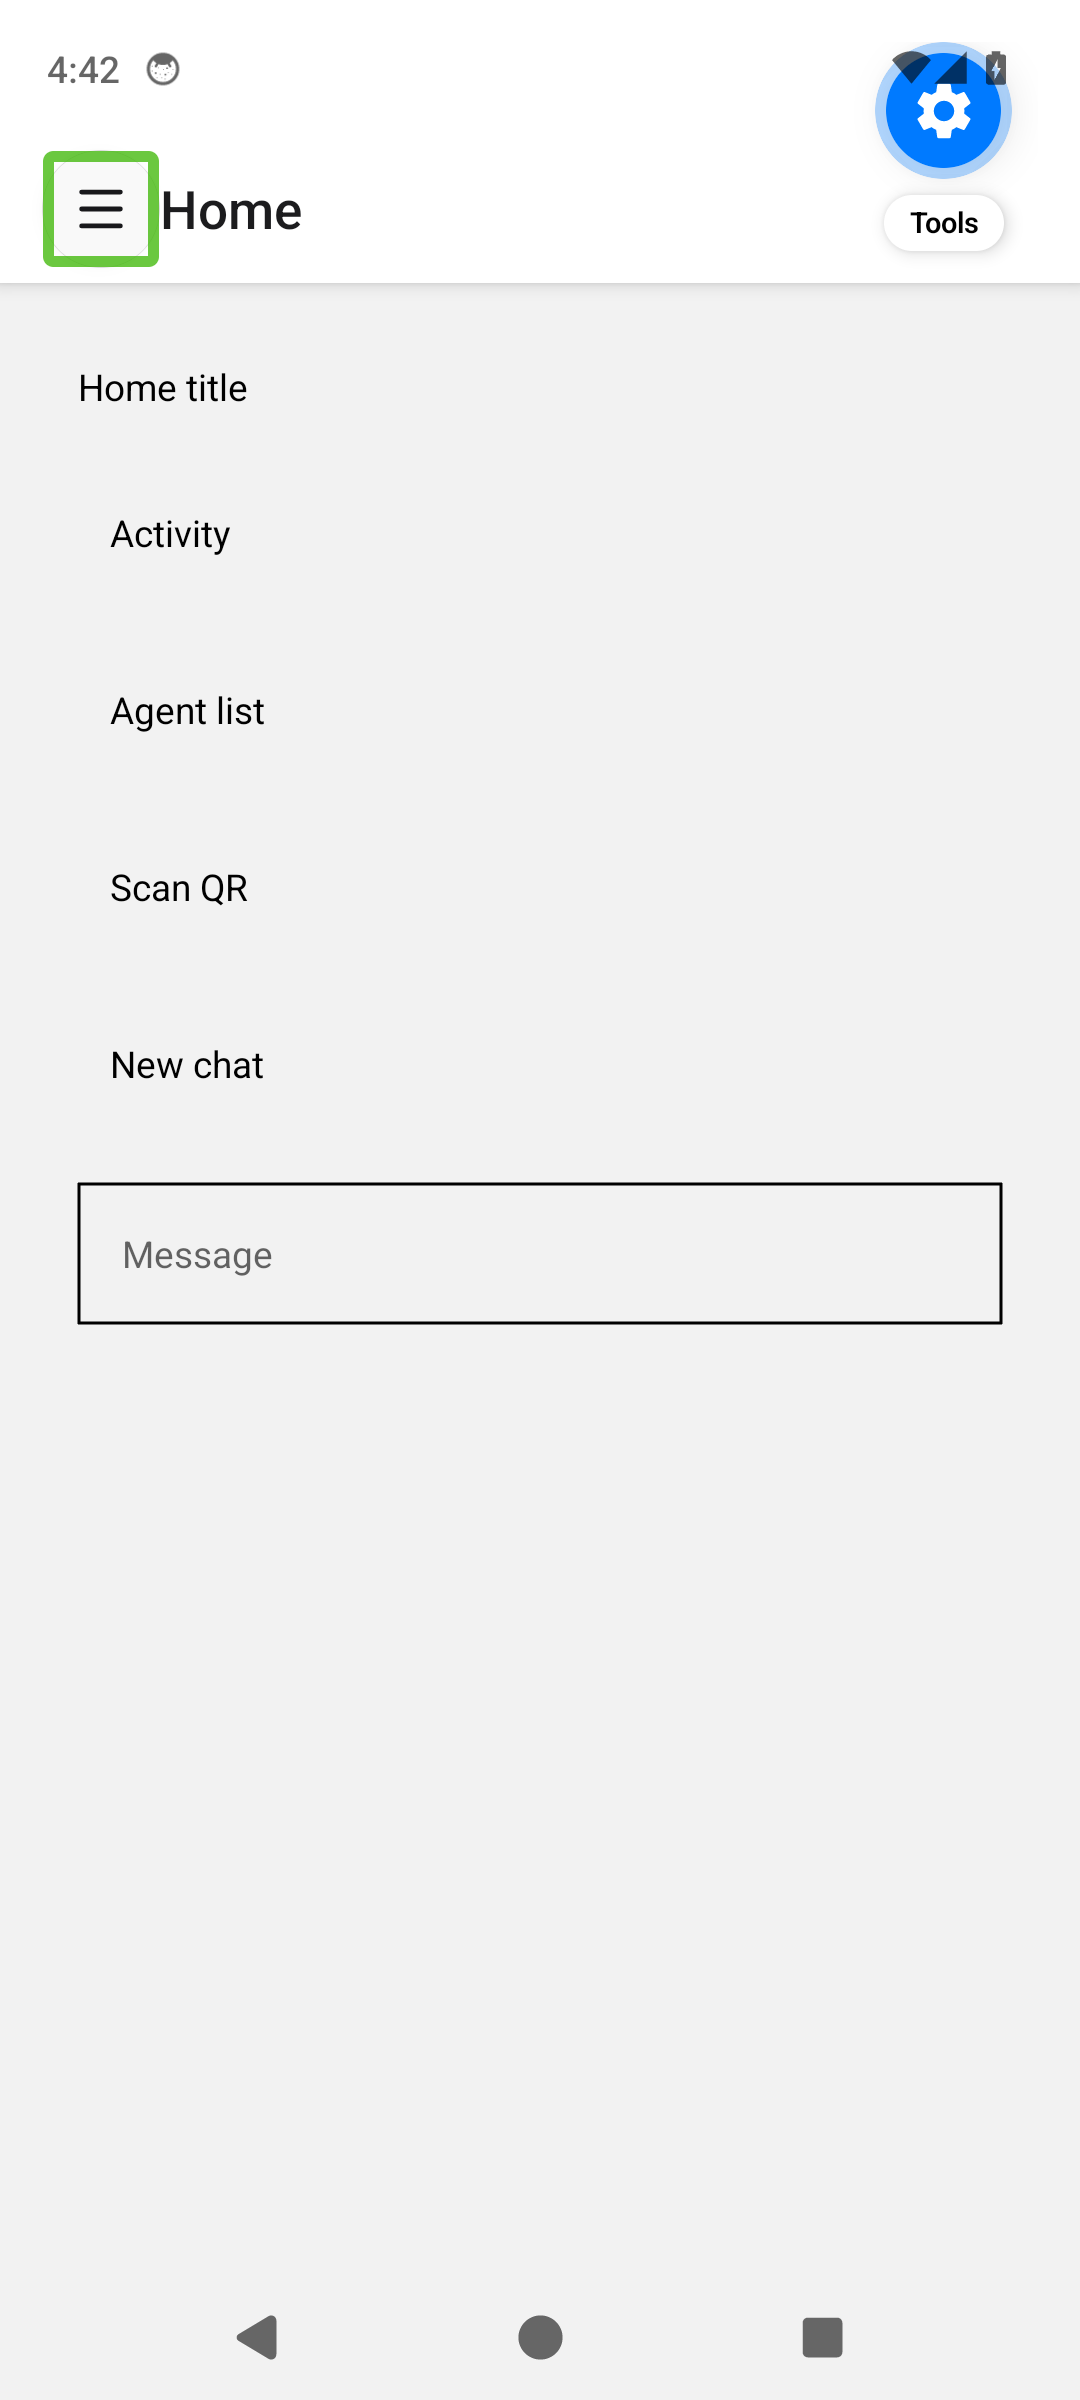 4:42
Home
Tools
Home title
Activity
Agent list
Scan QR
New chat
Message